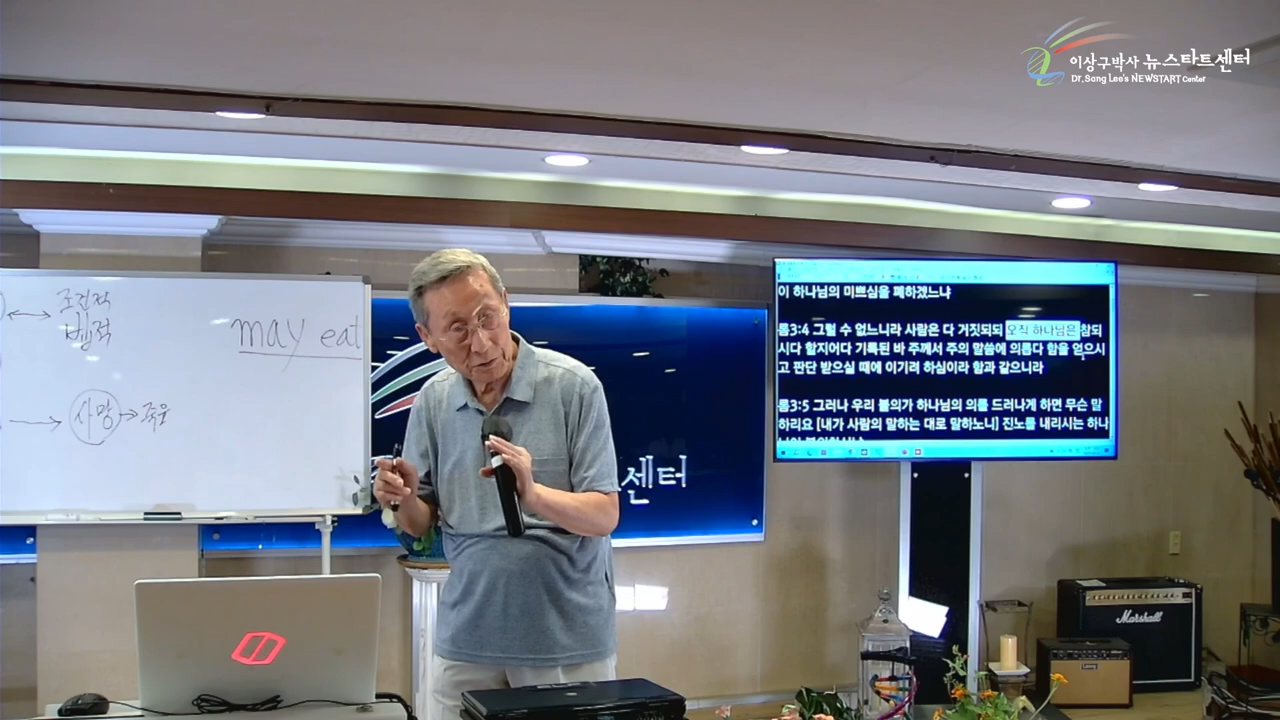 이상구박사 뉴스타트센터
Dr. Sang Lee's NEWSTART Center
조건적
법적
may eat
사망
죽음
센터
이 하나님의 미쁘심을 폐하겠느냐
롬3:4 그럴 수 없느니라 사람은 다 거짓되되 오직 하나님은 참되
시다 할지어다 기록된 바 주께서 주의 말씀에 의롭다 함을 얻으시
고 판단 받으실 때에 이기려 하심이라 함과 같으니라
롬3:5 그러나 우리 불의가 하나님의 의를 드러나게 하면 무슨 말
하리요 [내가 사람의 말하는 대로 말하노니] 진노를 내리시는 하나
Marshall
Laney